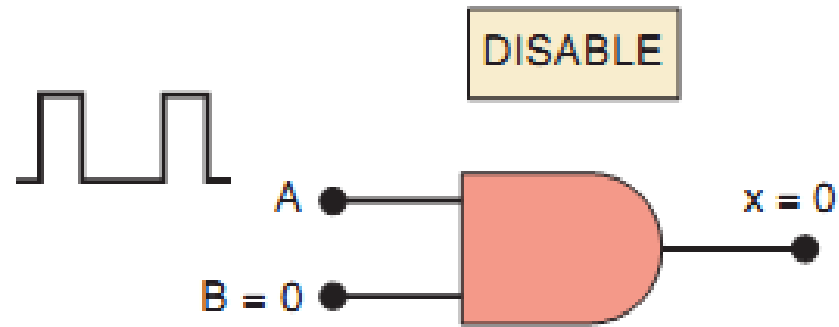 DISABLE
A
x = 0
B = 0